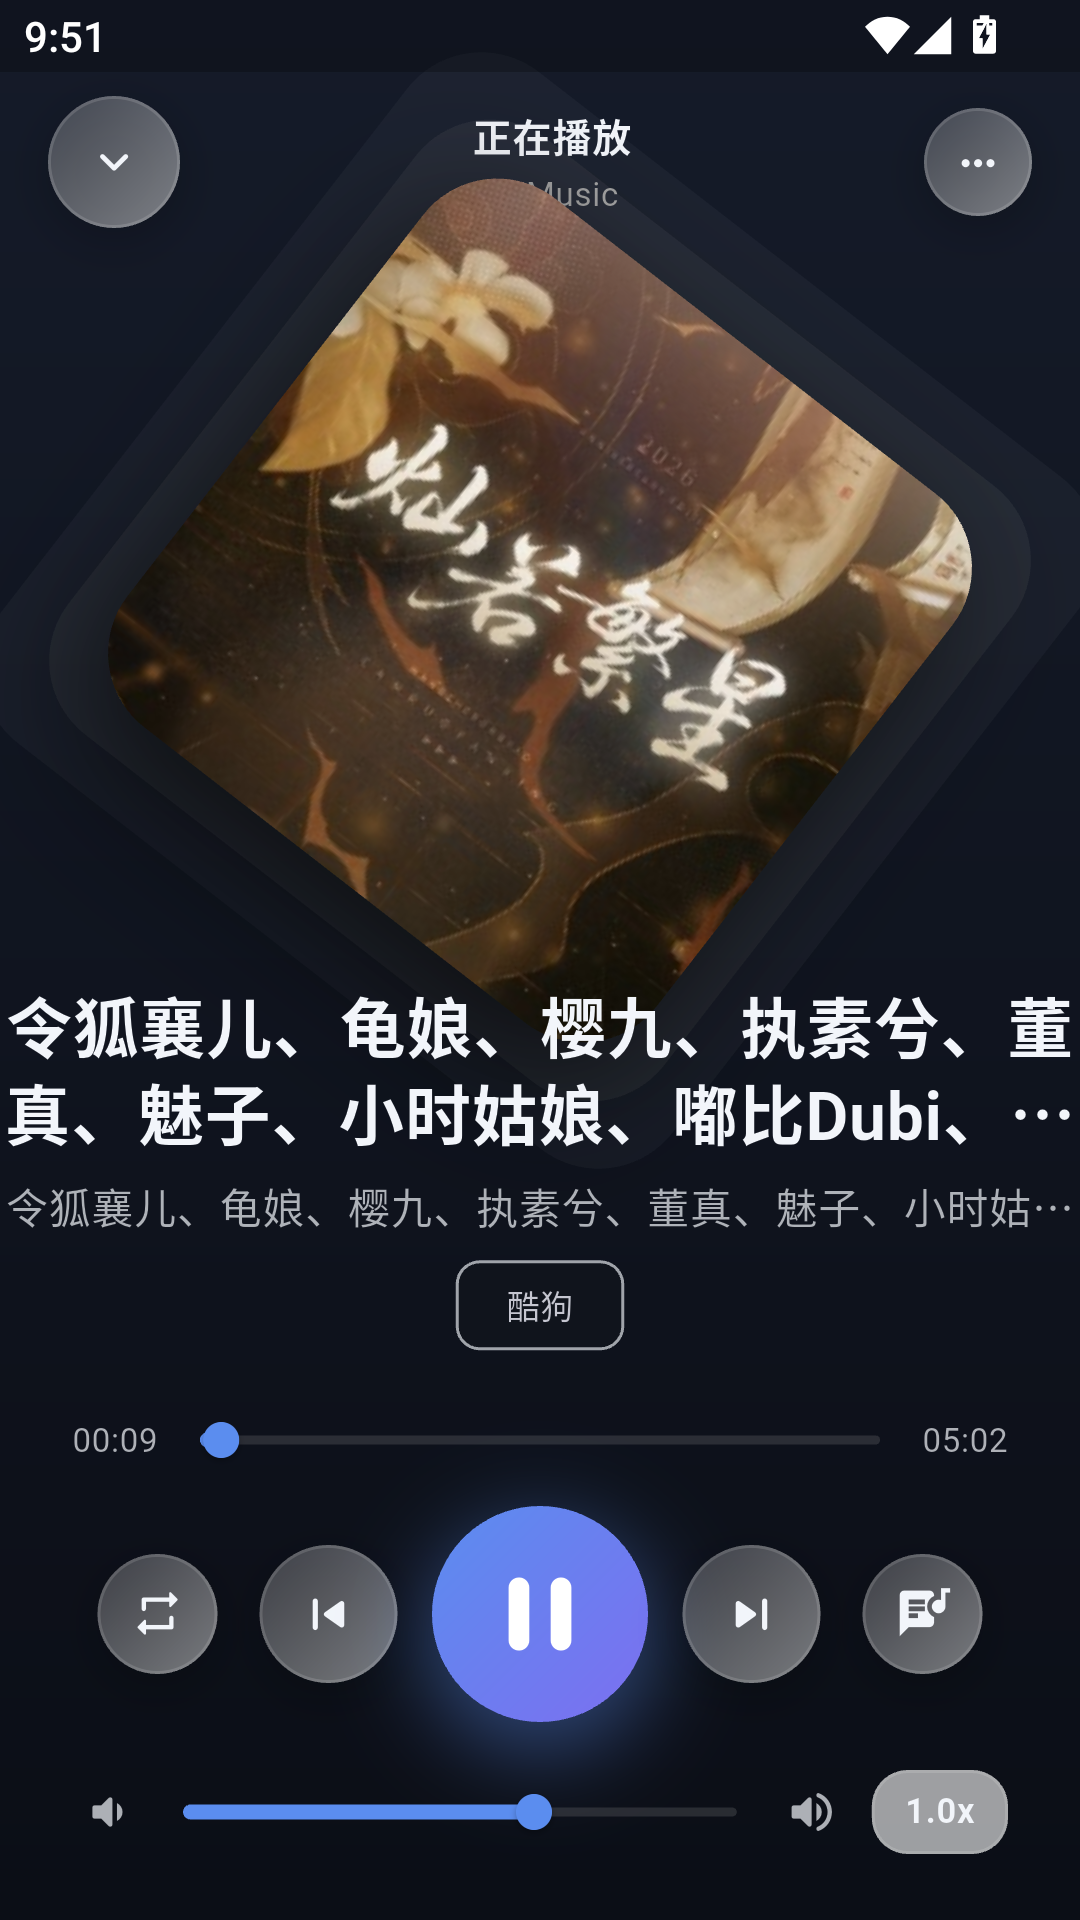 9:51
正在播放
Music
2026
灿若繁星
令狐襄儿、龟娘、樱九、执素兮、董
真、魅子、小时姑娘、嘟比Dubi、…
令狐襄儿、龟娘、樱九、执素兮、董真、魅子、小时姑…
酷狗
00:09
05:02
1.0x